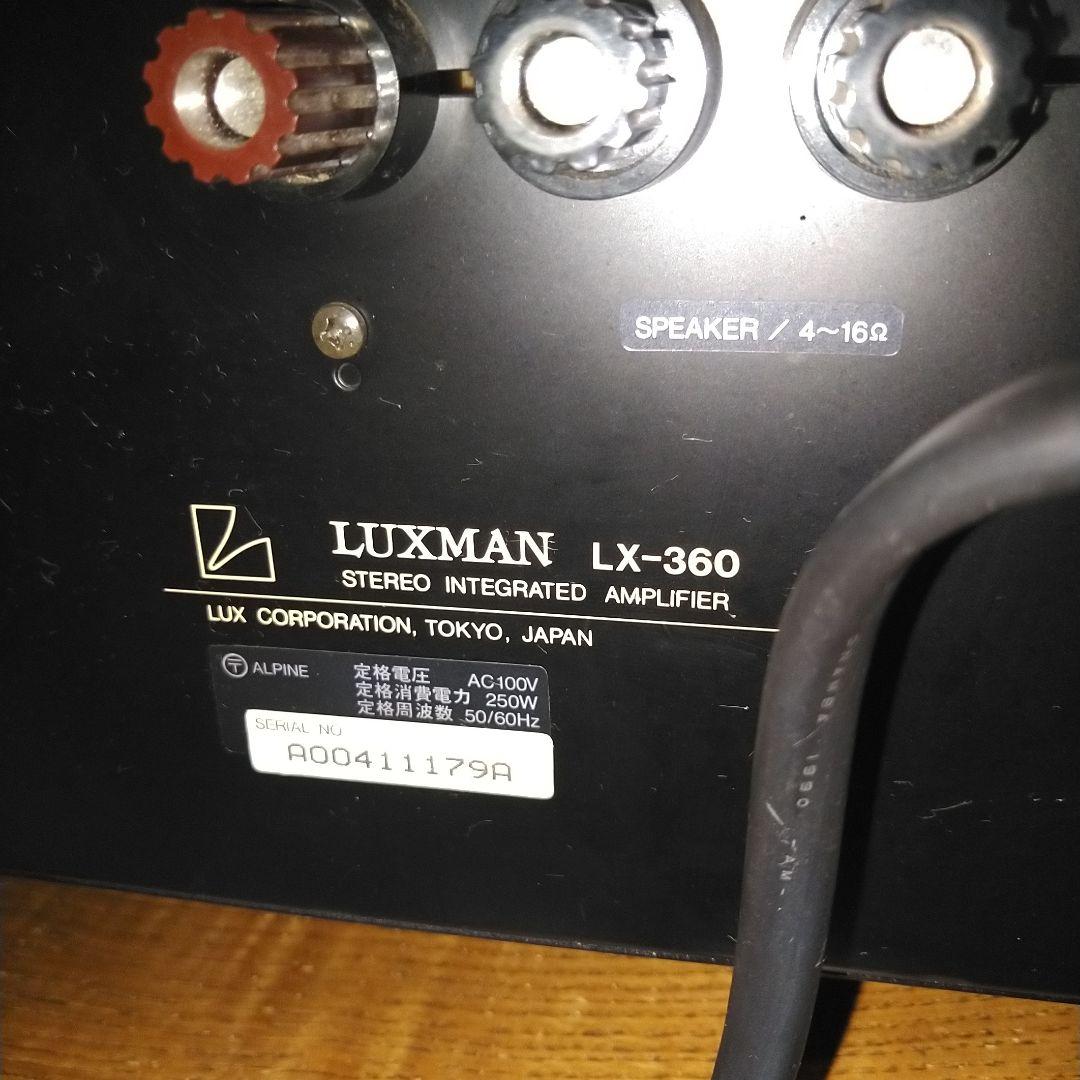 SPEAKER / 4~16Ω
LUXMAN LX-360
STEREO INTEGRATED AMPLIFIER
LUX CORPORATION, TOKYO, JAPAN
〒 ALPINE
定格電圧 AC100V
定格消費電力 250W
定格周波数 50/60Hz
SERIAL NO
A00411179A
1990